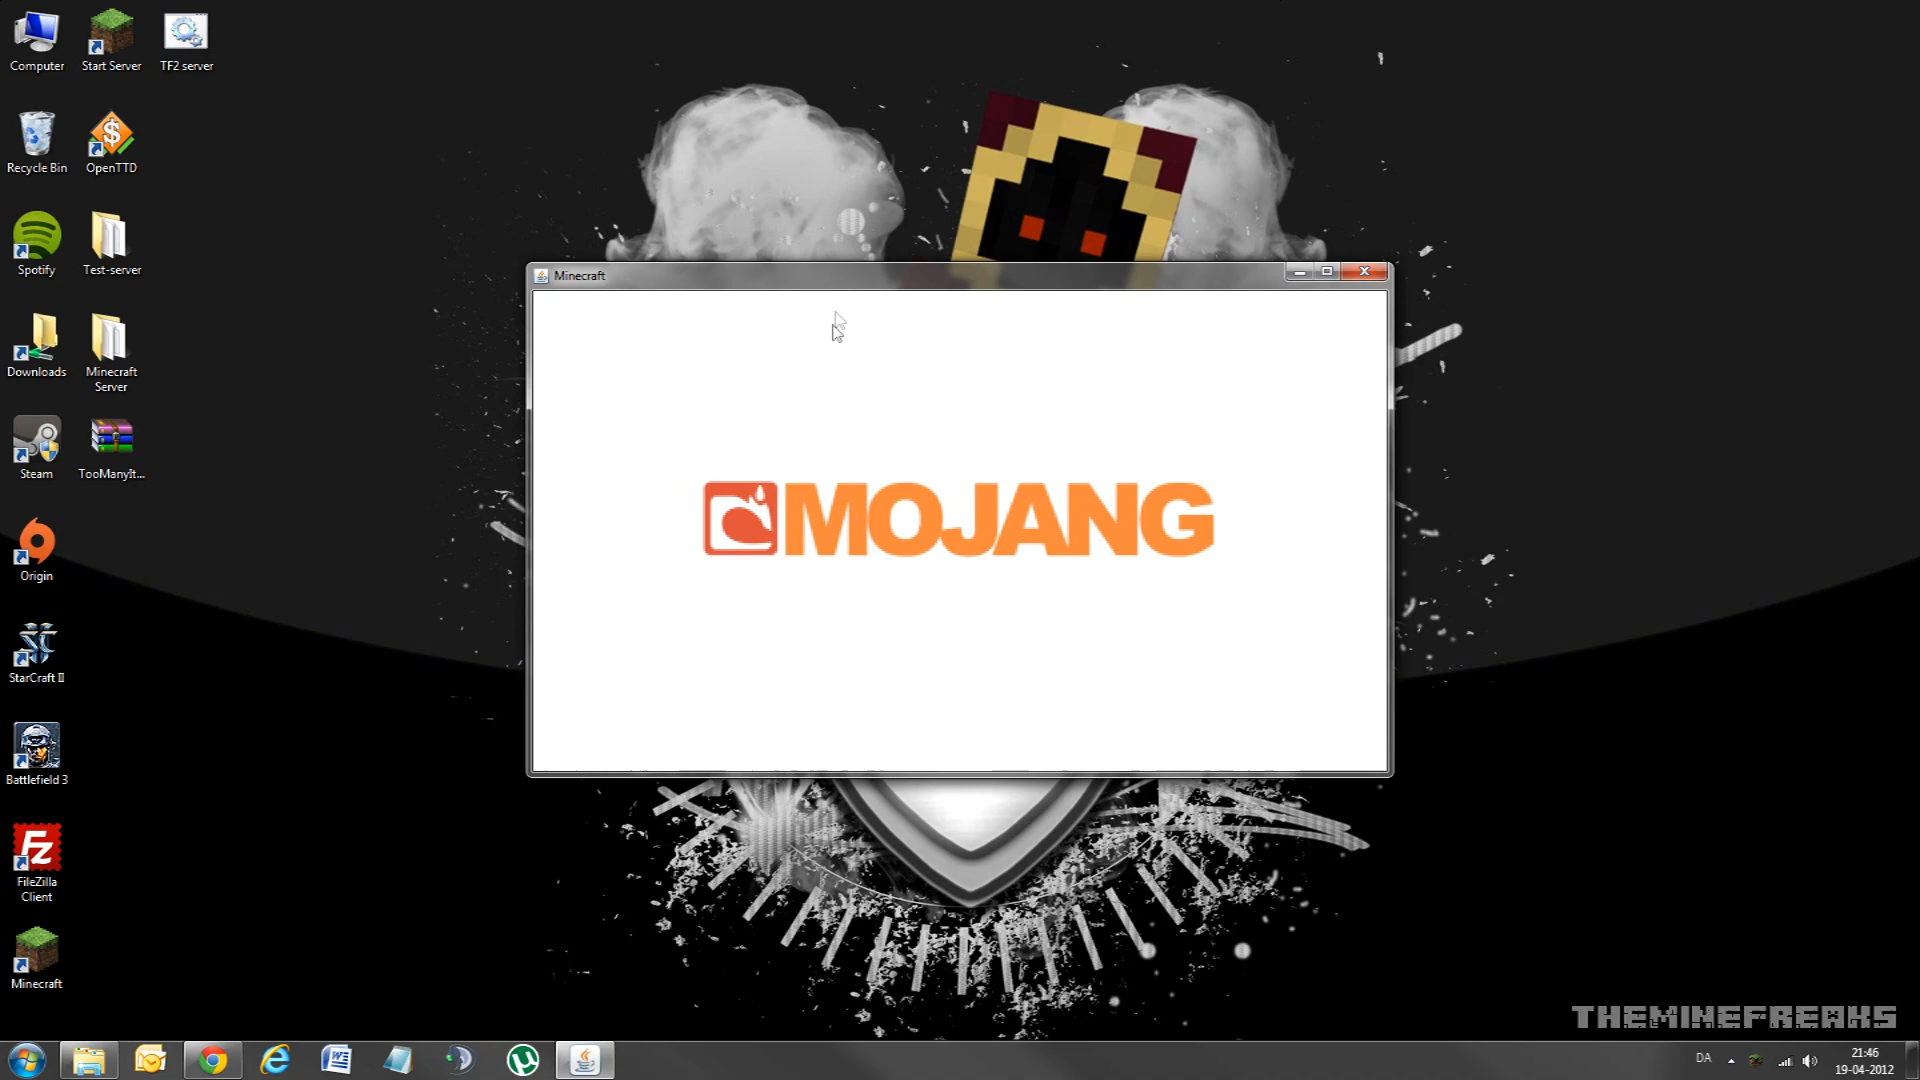 Computer
Start Server
TF2 server
Recycle Bin
OpenTTD
Spotify
Test-server
Downloads
Minecraft
Server
Steam
TooManyIt...
Origin
StarCraft II
Battlefield 3
FileZilla
Client
Minecraft
Minecraft
MOJANG
THEMINEFREAKS
DA
21:46
19-04-2012